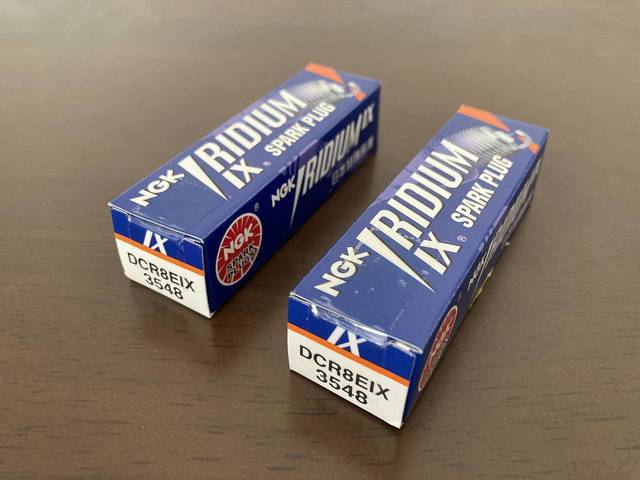 NGK IRIDIUM
IX® SPARK PLUG
NGK IRIDIUM IX
®
NGK
SPARK
PLUGS
IX
DCR8EIX
3548
NGK IRIDIUM
IX® SPARK PLUG
NGK
IX
DCR8EIX
3548